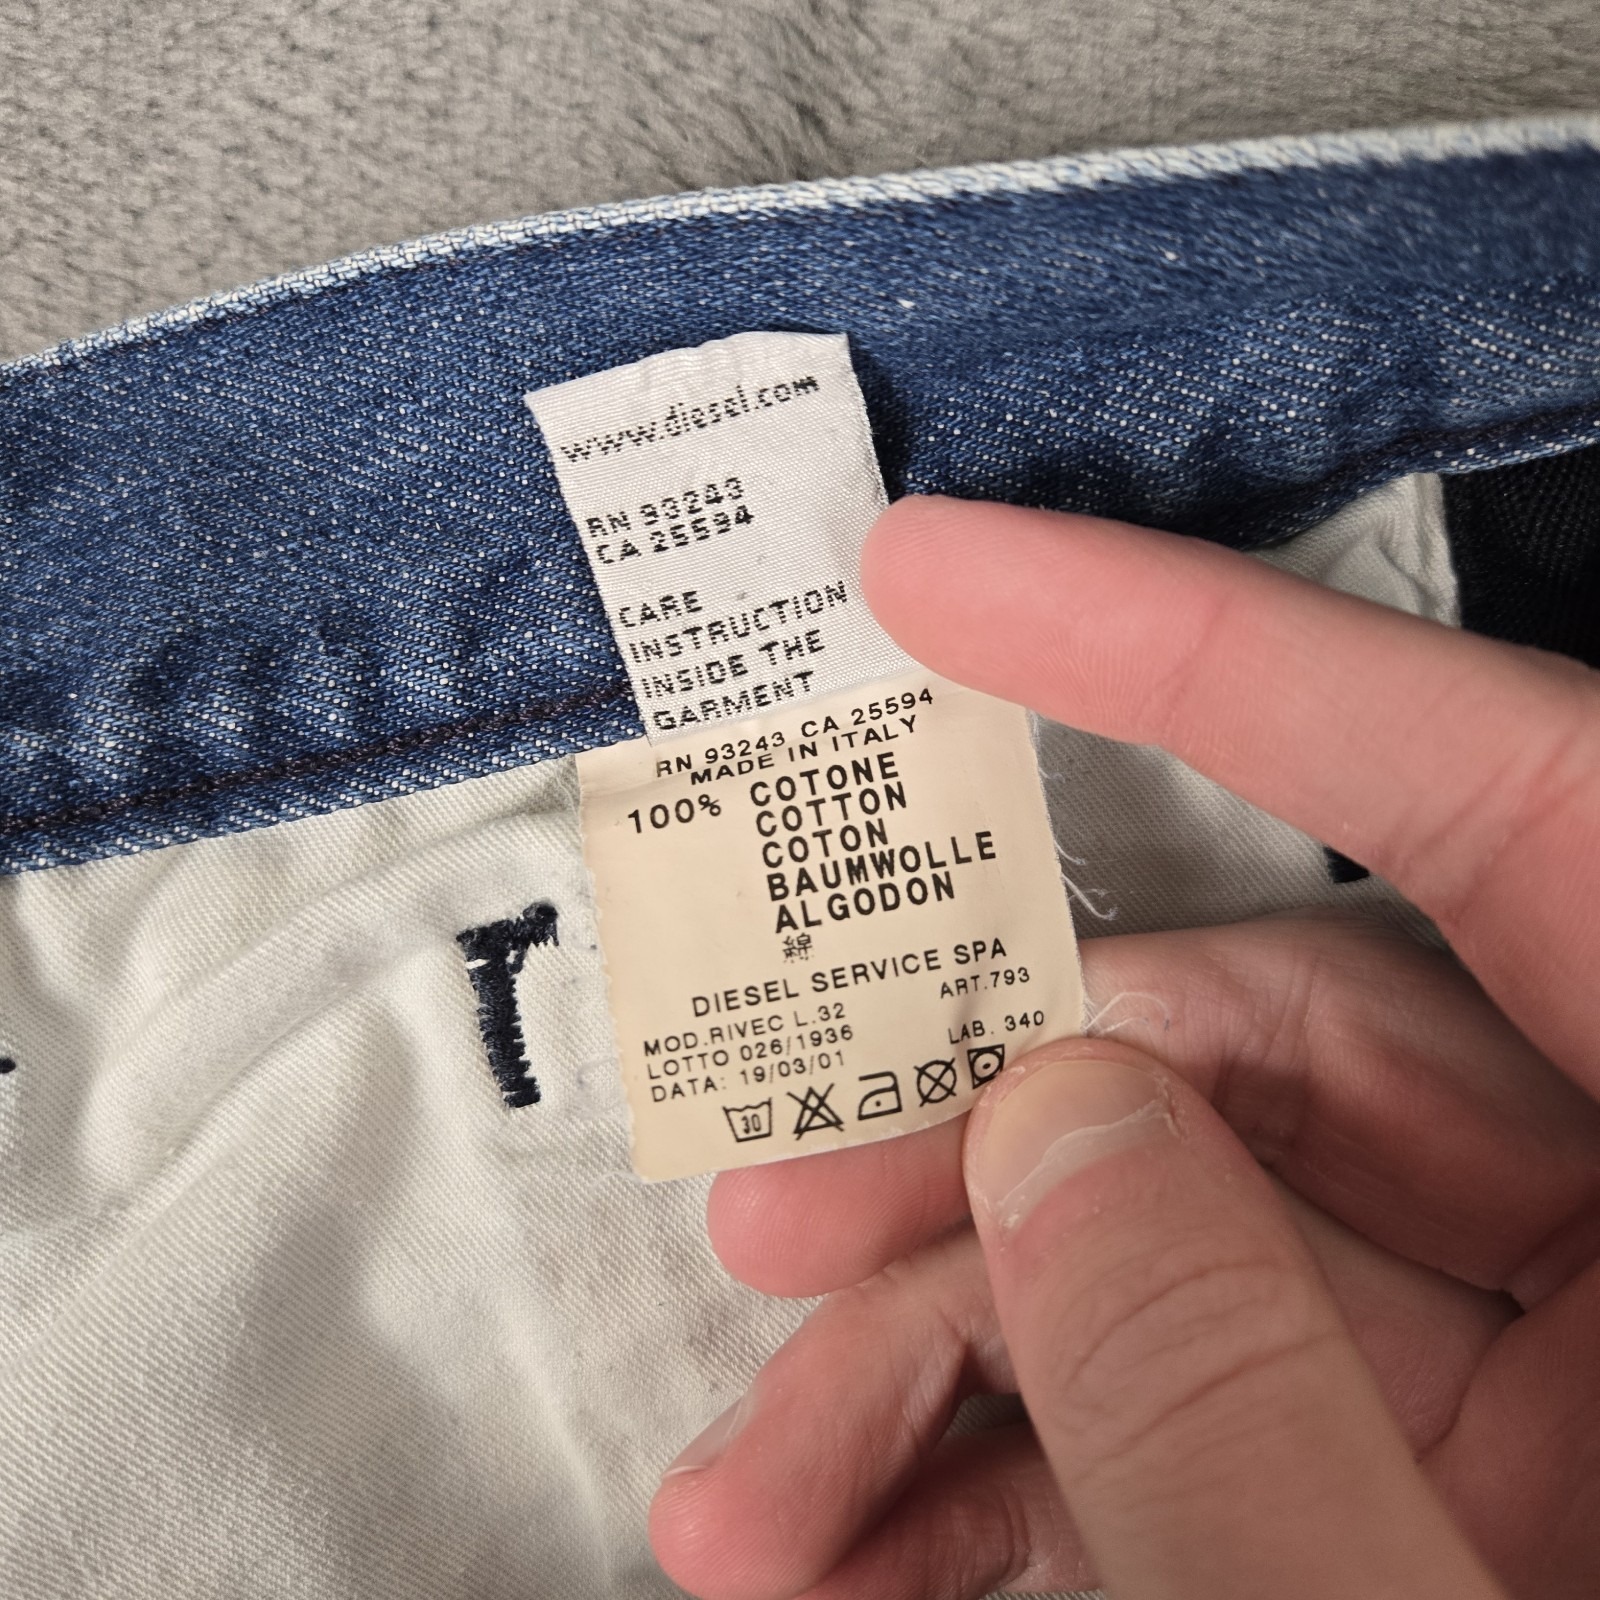 www.diesel.com
RN 93243
CA 25594
CARE
INSTRUCTION
INSIDE THE
GARMENT
RN 93243 CA 25594
MADE IN ITALY
100% COTONE
COTTON
COTON
BAUMWOLLE
ALGODON
綿
DIESEL SERVICE SPA
ART.793
MOD.RIVEC L.32
LOTTO 026/1936
LAB. 340
DATA: 19/03/01
30
r